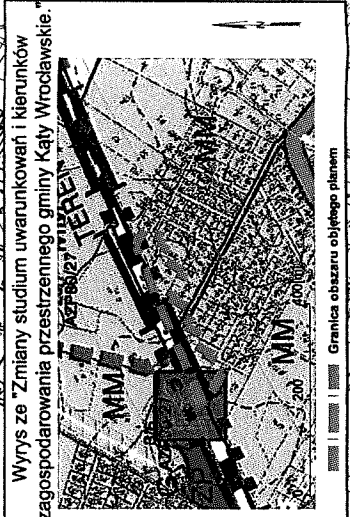 Wyrys ze "Zmiany studium uwarunkowań i kierunków
zagospodarowania przestrzennego gminy Kąty Wrocławskie."
TEREN
MM
MM
MM
200
400(m)
Granica obszaru objętego planem